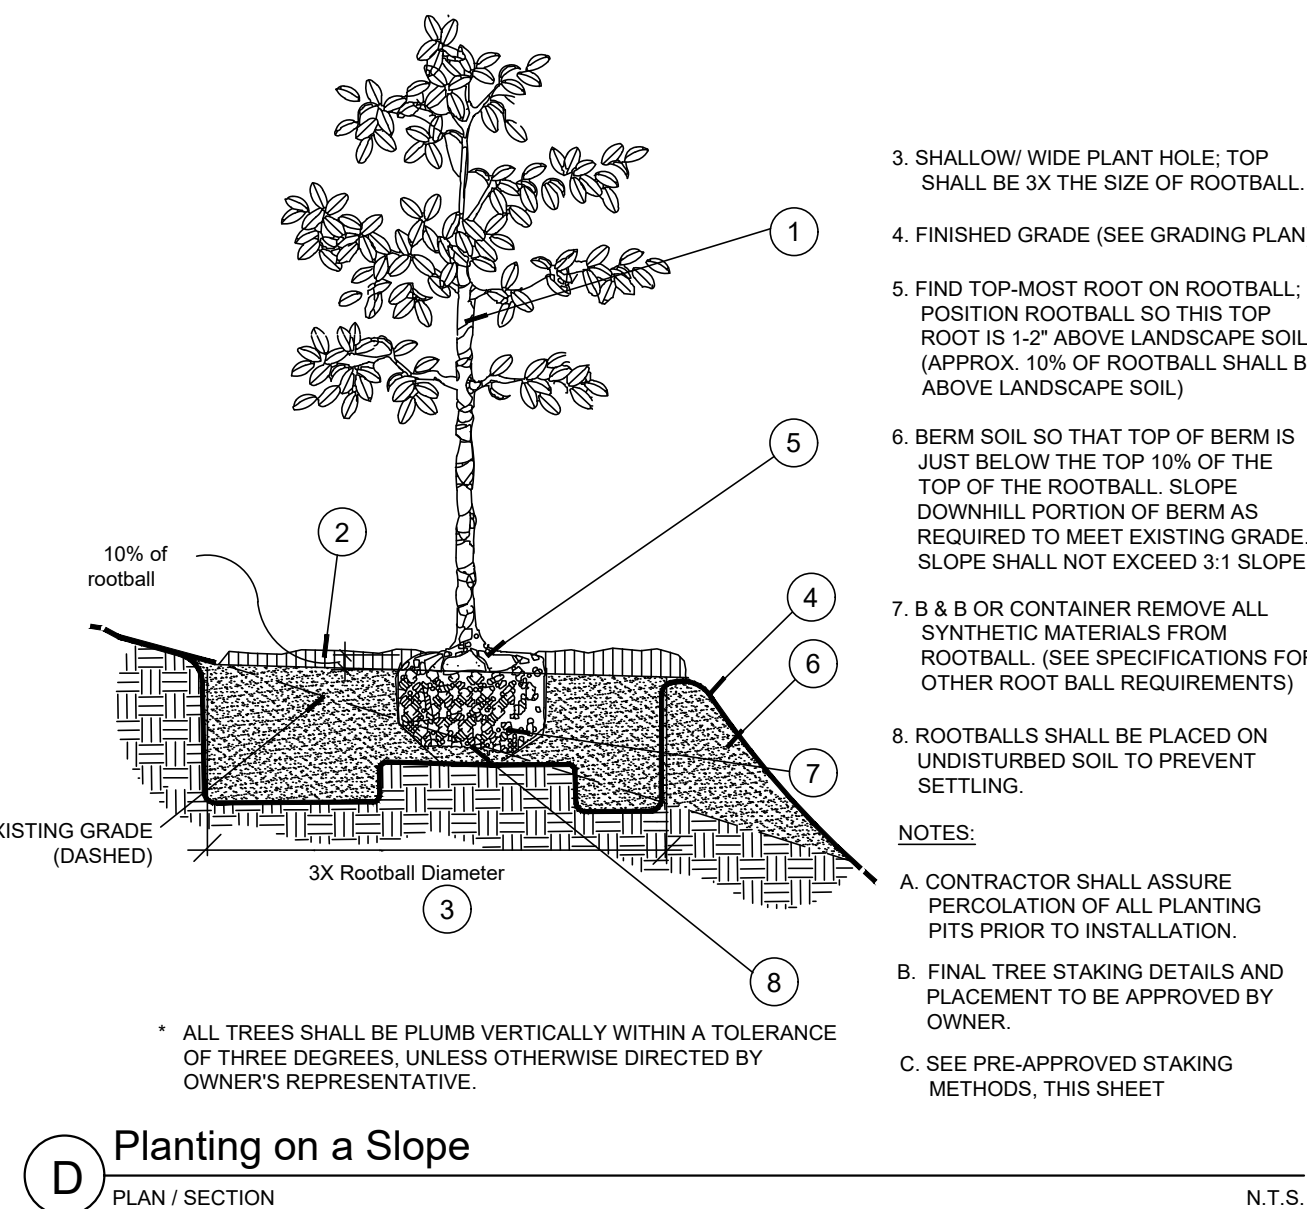 1
2
10% of
rootball
5
4
6
7
EXISTING GRADE
(DASHED)
3X Rootball Diameter
3
8
* ALL TREES SHALL BE PLUMB VERTICALLY WITHIN A TOLERANCE
OF THREE DEGREES, UNLESS OTHERWISE DIRECTED BY
OWNER'S REPRESENTATIVE.
3. SHALLOW/ WIDE PLANT HOLE; TOP
SHALL BE 3X THE SIZE OF ROOTBALL.
4. FINISHED GRADE (SEE GRADING PLAN
5. FIND TOP-MOST ROOT ON ROOTBALL;
POSITION ROOTBALL SO THIS TOP
ROOT IS 1-2" ABOVE LANDSCAPE SOIL
(APPROX. 10% OF ROOTBALL SHALL B
ABOVE LANDSCAPE SOIL)
6. BERM SOIL SO THAT TOP OF BERM IS
JUST BELOW THE TOP 10% OF THE
TOP OF THE ROOTBALL. SLOPE
DOWNHILL PORTION OF BERM AS
REQUIRED TO MEET EXISTING GRADE.
SLOPE SHALL NOT EXCEED 3:1 SLOPE
7. B & B OR CONTAINER REMOVE ALL
SYNTHETIC MATERIALS FROM
ROOTBALL. (SEE SPECIFICATIONS FOR
OTHER ROOT BALL REQUIREMENTS)
8. ROOTBALLS SHALL BE PLACED ON
UNDISTURBED SOIL TO PREVENT
SETTLING.
NOTES:
A. CONTRACTOR SHALL ASSURE
PERCOLATION OF ALL PLANTING
PITS PRIOR TO INSTALLATION.
B. FINAL TREE STAKING DETAILS AND
PLACEMENT TO BE APPROVED BY
OWNER.
C. SEE PRE-APPROVED STAKING
METHODS, THIS SHEET
D
Planting on a Slope
PLAN / SECTION
N.T.S.